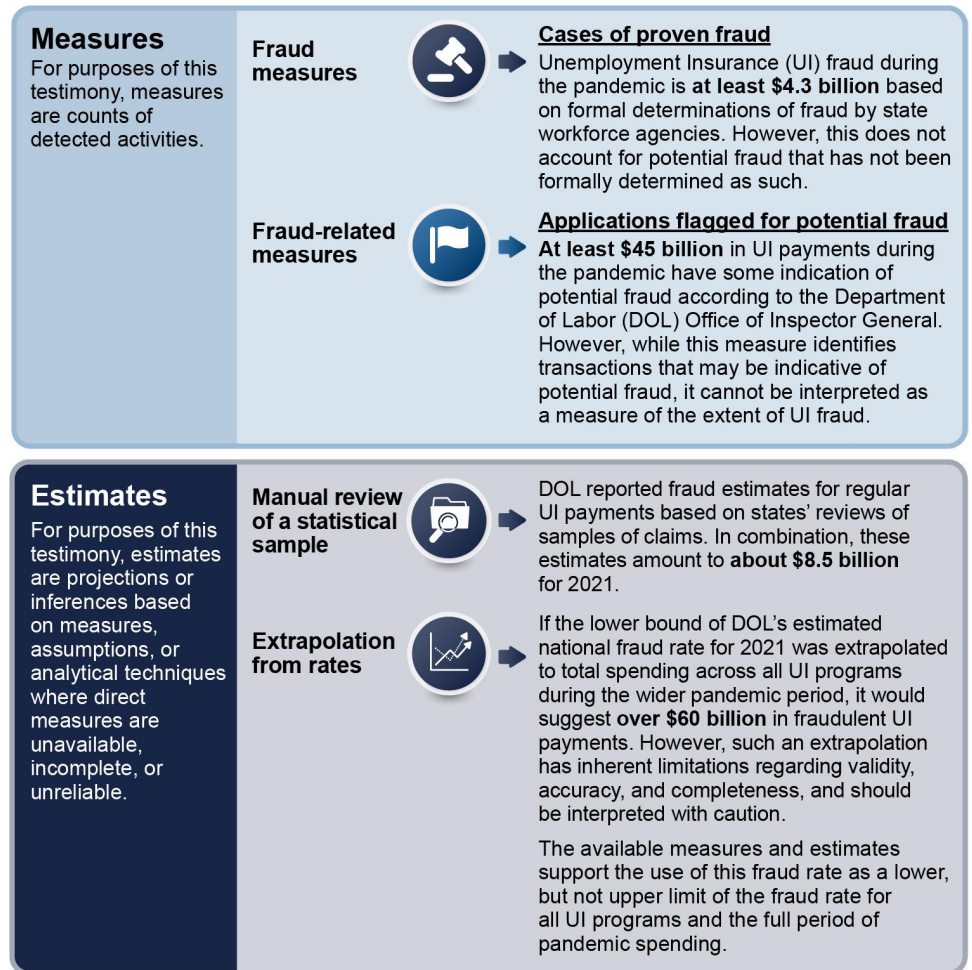 Measures
For purposes of this
testimony, measures
are counts of
detected activities.
Fraud
measures
Cases of proven fraud
Unemployment Insurance (UI) fraud during
the pandemic is at least $4.3 billion based
on formal determinations of fraud by state
workforce agencies. However, this does not
account for potential fraud that has not been
formally determined as such.
Fraud-related
measures
Applications flagged for potential fraud
At least $45 billion in UI payments during
the pandemic have some indication of
potential fraud according to the Department
of Labor (DOL) Office of Inspector General.
However, while this measure identifies
transactions that may be indicative of
potential fraud, it cannot be interpreted as
a measure of the extent of UI fraud.
Estimates
For purposes of this
testimony, estimates
are projections or
inferences based
on measures,
assumptions, or
analytical techniques
where direct
measures are
unavailable,
incomplete, or
unreliable.
Manual review
of a statistical
sample
DOL reported fraud estimates for regular
UI payments based on states’ reviews of
samples of claims. In combination, these
estimates amount to about $8.5 billion
for 2021.
Extrapolation
from rates
If the lower bound of DOL’s estimated
national fraud rate for 2021 was extrapolated
to total spending across all UI programs
during the wider pandemic period, it would
suggest over $60 billion in fraudulent UI
payments. However, such an extrapolation
has inherent limitations regarding validity,
accuracy, and completeness, and should
be interpreted with caution.
The available measures and estimates
support the use of this fraud rate as a lower,
but not upper limit of the fraud rate for
all UI programs and the full period of
pandemic spending.